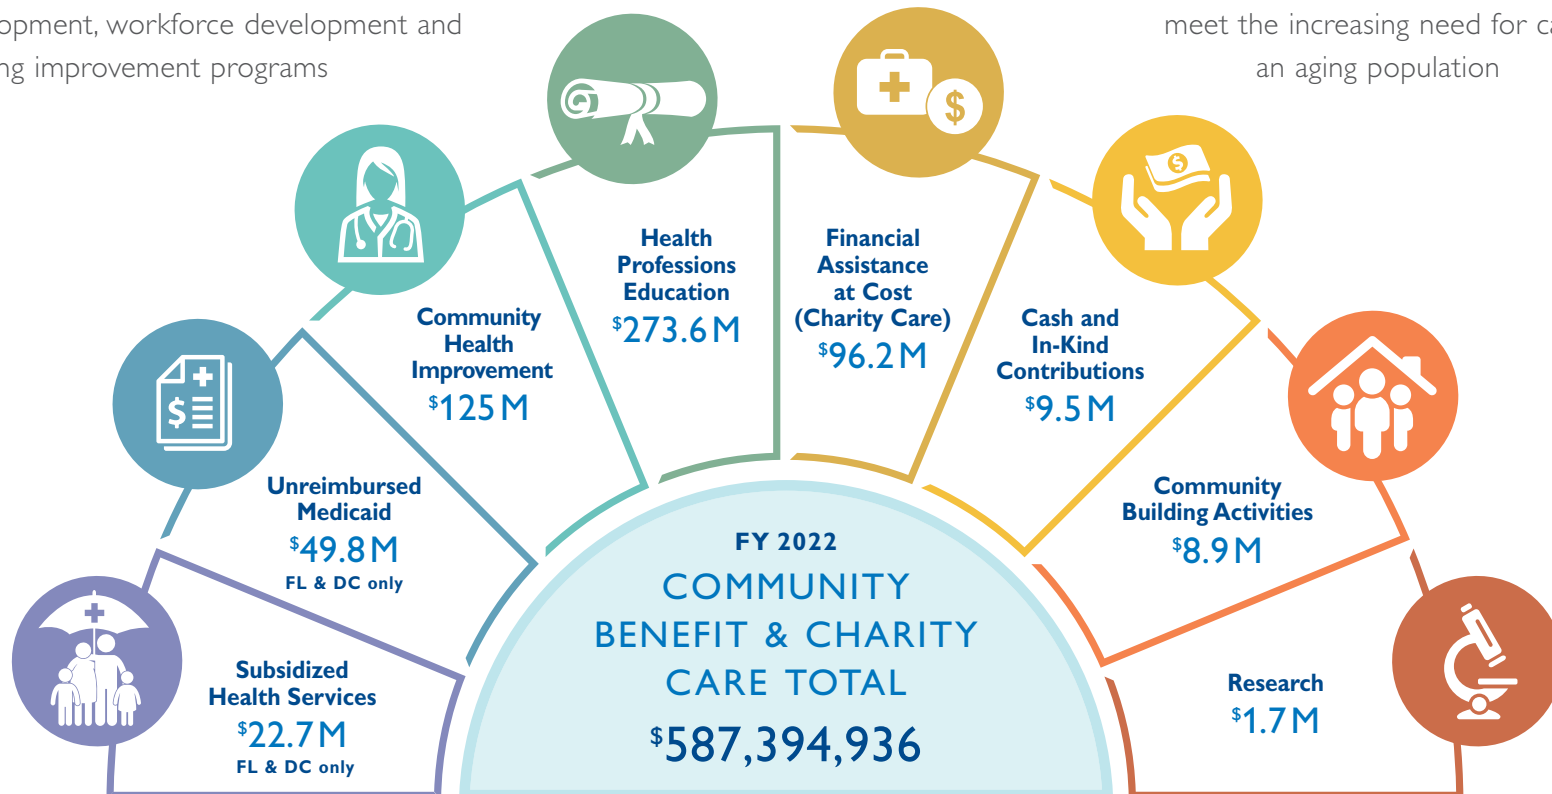 workforce development and
improvement programs
meet the increasing need for
an aging population
Health
Professions
Education
$273.6 M
Financial
Assistance
at Cost
(Charity Care)
$96.2 M
Community
Health
Improvement
$125 M
Cash and
In-Kind
Contributions
$9.5 M
Unreimbursed
Medicaid
$49.8 M
FL & DC only
Community
Building Activities
$8.9 M
Subsidized
Health Services
$22.7 M
FL & DC only
Research
$1.7 M
FY 2022
COMMUNITY
BENEFIT & CHARITY
CARE TOTAL
$587,394,936
$
$
$